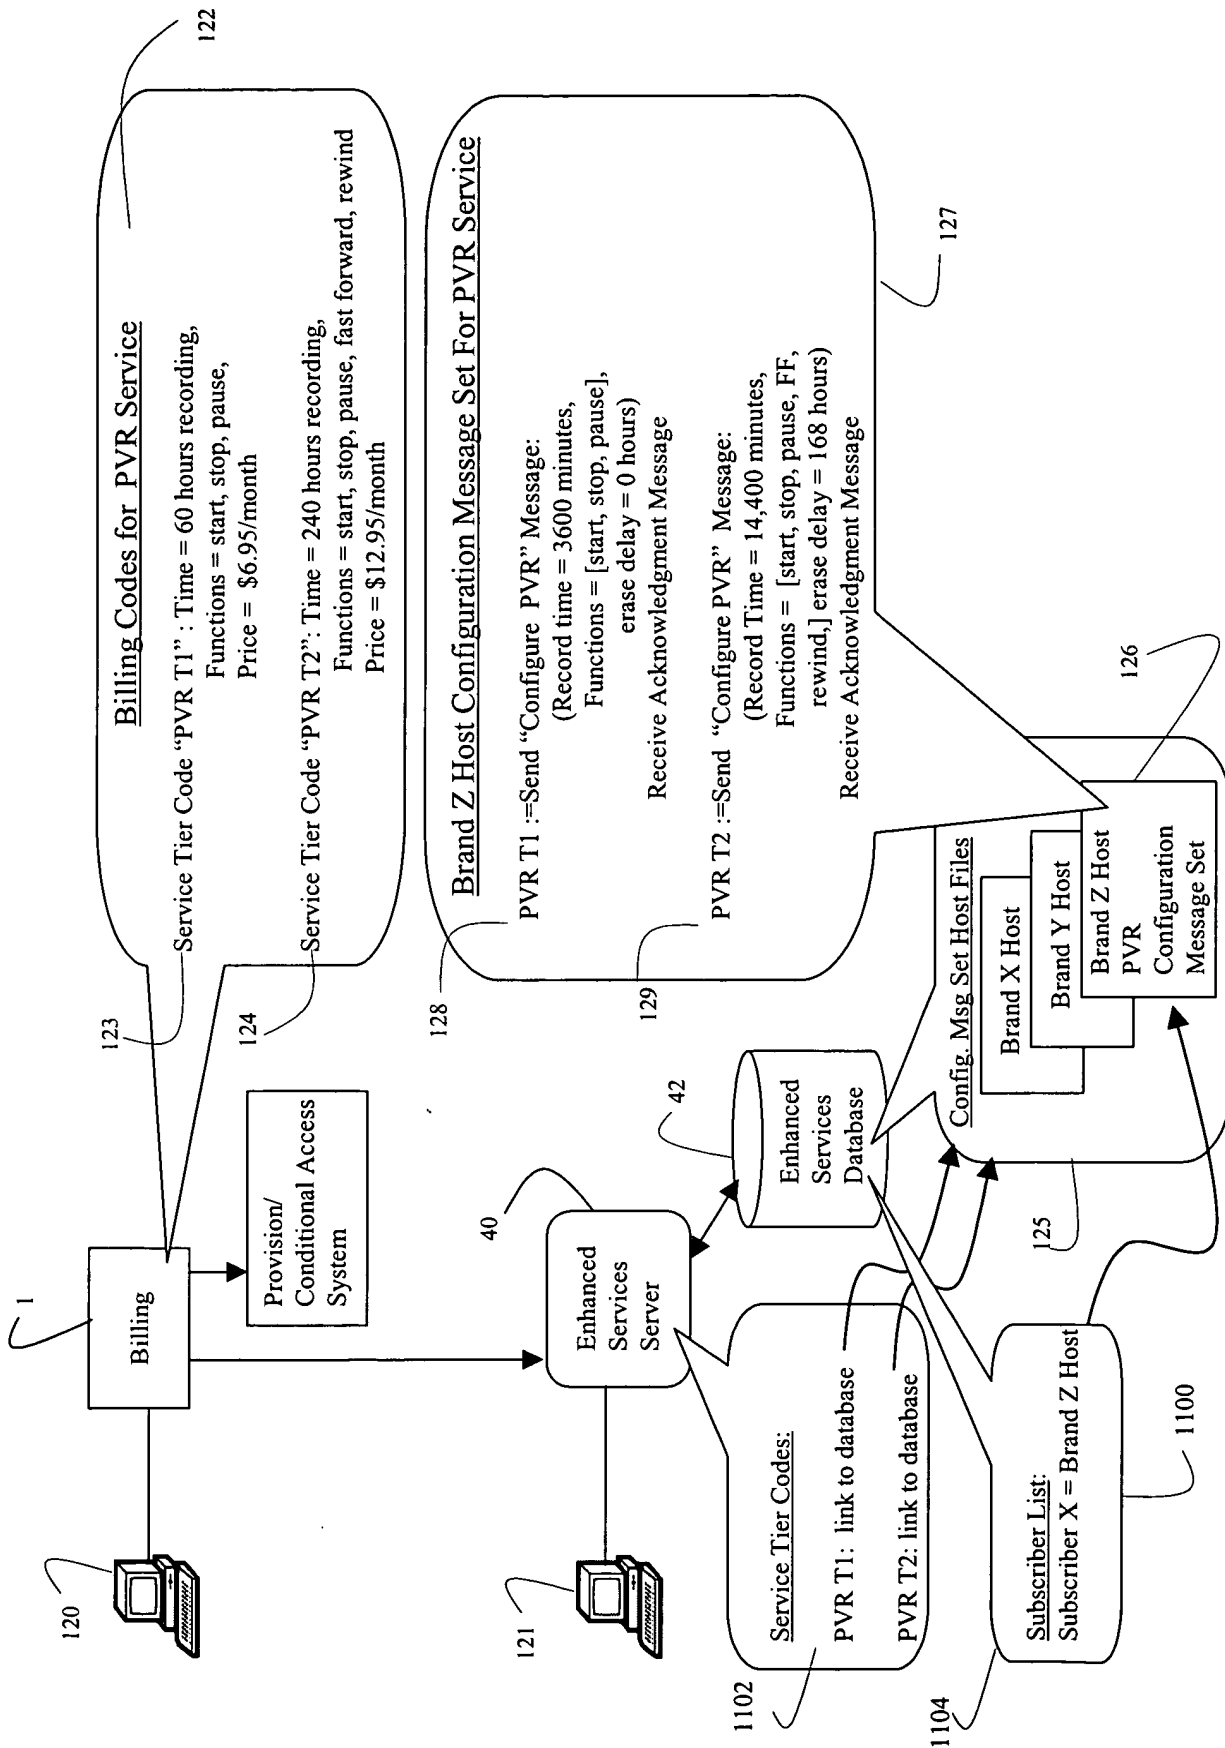 120
1
Billing
Provision/
Conditional Access
System
122
Billing Codes for PVR Service
123
Service Tier Code “PVR T1” : Time = 60 hours recording,
Functions = start, stop, pause,
Price = $6.95/month
124
Service Tier Code “PVR T2”: Time = 240 hours recording,
Functions = start, stop, pause, fast forward, rewind
Price = $12.95/month
Brand Z Host Configuration Message Set For PVR Service
128
PVR T1 :=Send “Configure PVR” Message:
(Record time = 3600 minutes,
Functions = [start, stop, pause],
erase delay = 0 hours)
Receive Acknowledgment Message
129
PVR T2 :=Send “Configure PVR” Message:
(Record Time = 14,400 minutes,
Functions = [start, stop, pause, FF,
rewind,] erase delay = 168 hours)
Receive Acknowledgment Message
127
121
40
Enhanced
Services
Server
42
Enhanced
Services
Database
1102
Service Tier Codes:
PVR T1: link to database
PVR T2: link to database
1104
Subscriber List:
Subscriber X = Brand Z Host
1100
125
Config. Msg Set Host Files
Brand X Host
Brand Y Host
Brand Z Host
PVR
Configuration
Message Set
126